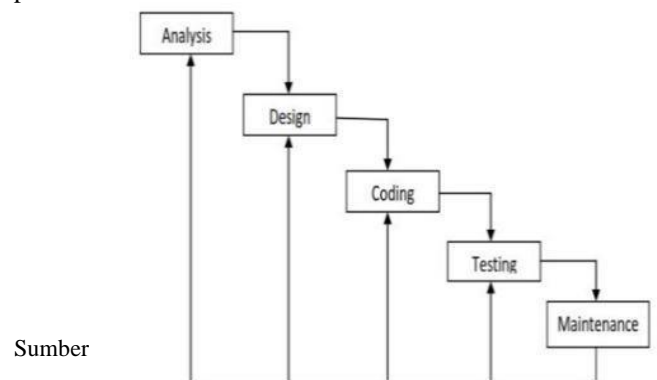 Analysis
Design
Coding
Testing
Maintenance
Sumber